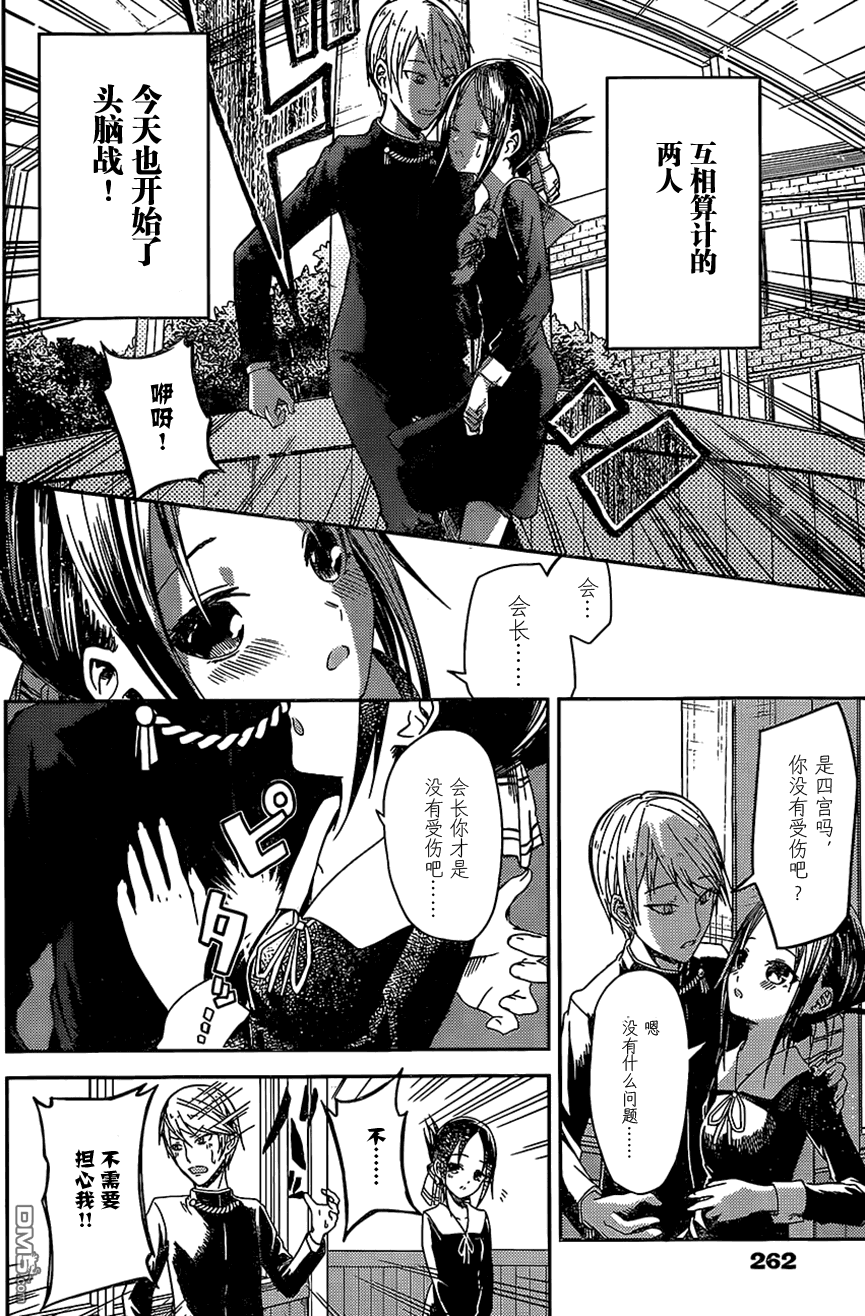 互相算计的
两人
今天也开始了
头脑战！
咿呀！
会…
会长……
是四宫吗，
你没有受伤吧？
嗯
没有什么问题……
会长你才是
没有受伤吧……
ピ
タッ…
不……
不需要
担心我!!
262
DM5